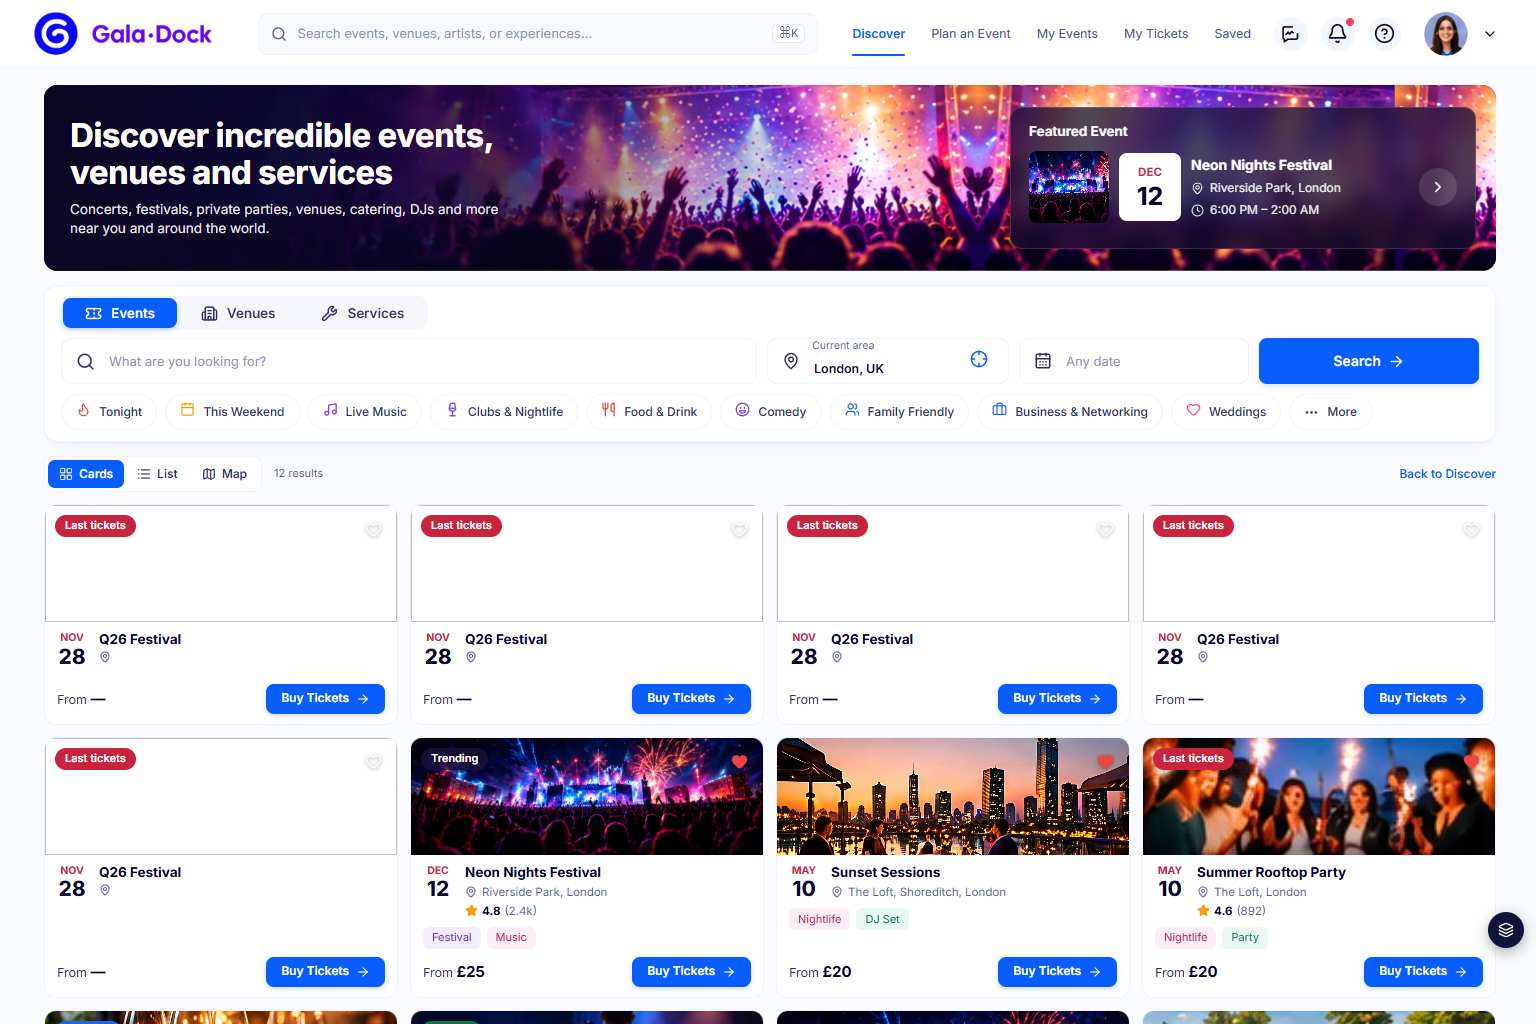 Gala·Dock
Search events, venues, artists, or experiences...
⌘K
Discover
Plan an Event
My Events
My Tickets
Saved
Discover incredible events,
venues and services
Concerts, festivals, private parties, venues, catering, DJs and more
near you and around the world.
Featured Event
DEC
12
Neon Nights Festival
Riverside Park, London
6:00 PM – 2:00 AM
Events
Venues
Services
What are you looking for?
Current area
London, UK
Any date
Search
Tonight
This Weekend
Live Music
Clubs & Nightlife
Food & Drink
Comedy
Family Friendly
Business & Networking
Weddings
More
Cards
List
Map
12 results
Back to Discover
Last tickets
NOV
28
Q26 Festival
From —
Buy Tickets
Last tickets
NOV
28
Q26 Festival
From —
Buy Tickets
Last tickets
NOV
28
Q26 Festival
From —
Buy Tickets
Last tickets
NOV
28
Q26 Festival
From —
Buy Tickets
Last tickets
NOV
28
Q26 Festival
From —
Buy Tickets
Trending
DEC
12
Neon Nights Festival
Riverside Park, London
4.8 (2.4k)
Festival
Music
From £25
Buy Tickets
MAY
10
Sunset Sessions
The Loft, Shoreditch, London
Nightlife
DJ Set
From £20
Buy Tickets
Last tickets
MAY
10
Summer Rooftop Party
The Loft, London
4.6 (892)
Nightlife
Party
From £20
Buy Tickets